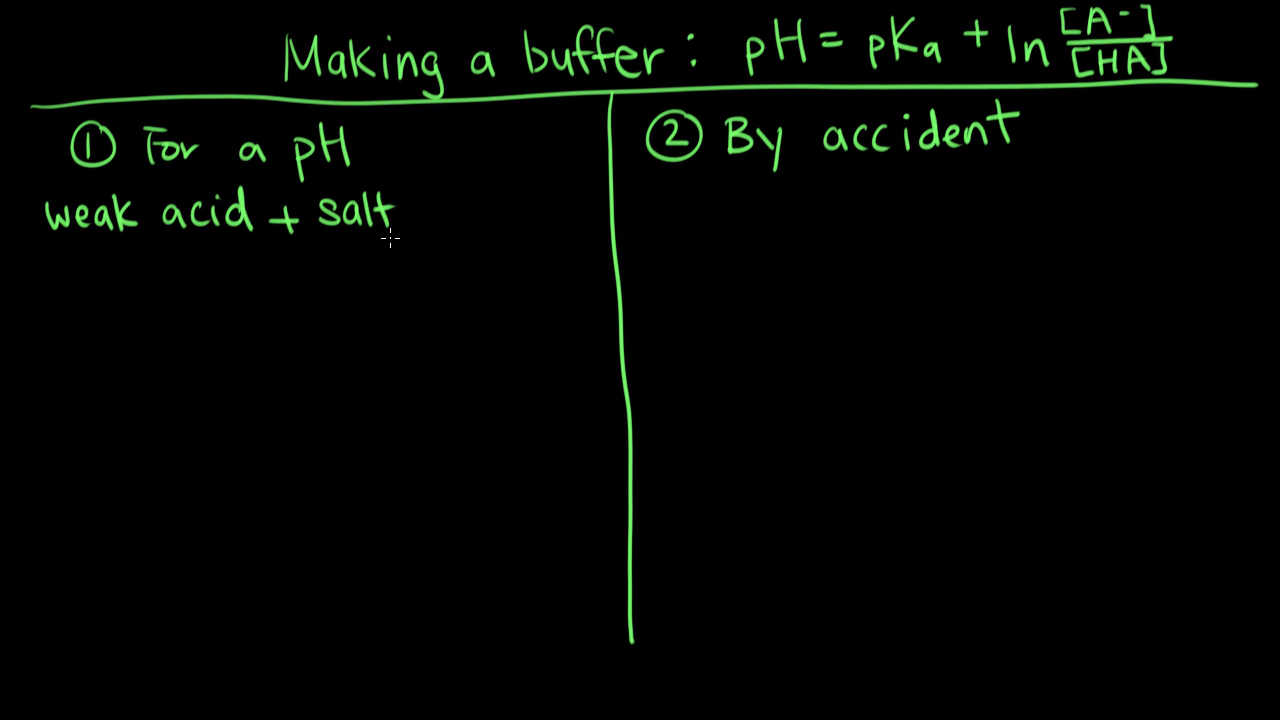 Making a buffer: pH = pKa + ln [A-]/[HA]
① For a pH
weak acid + salt
② By accident